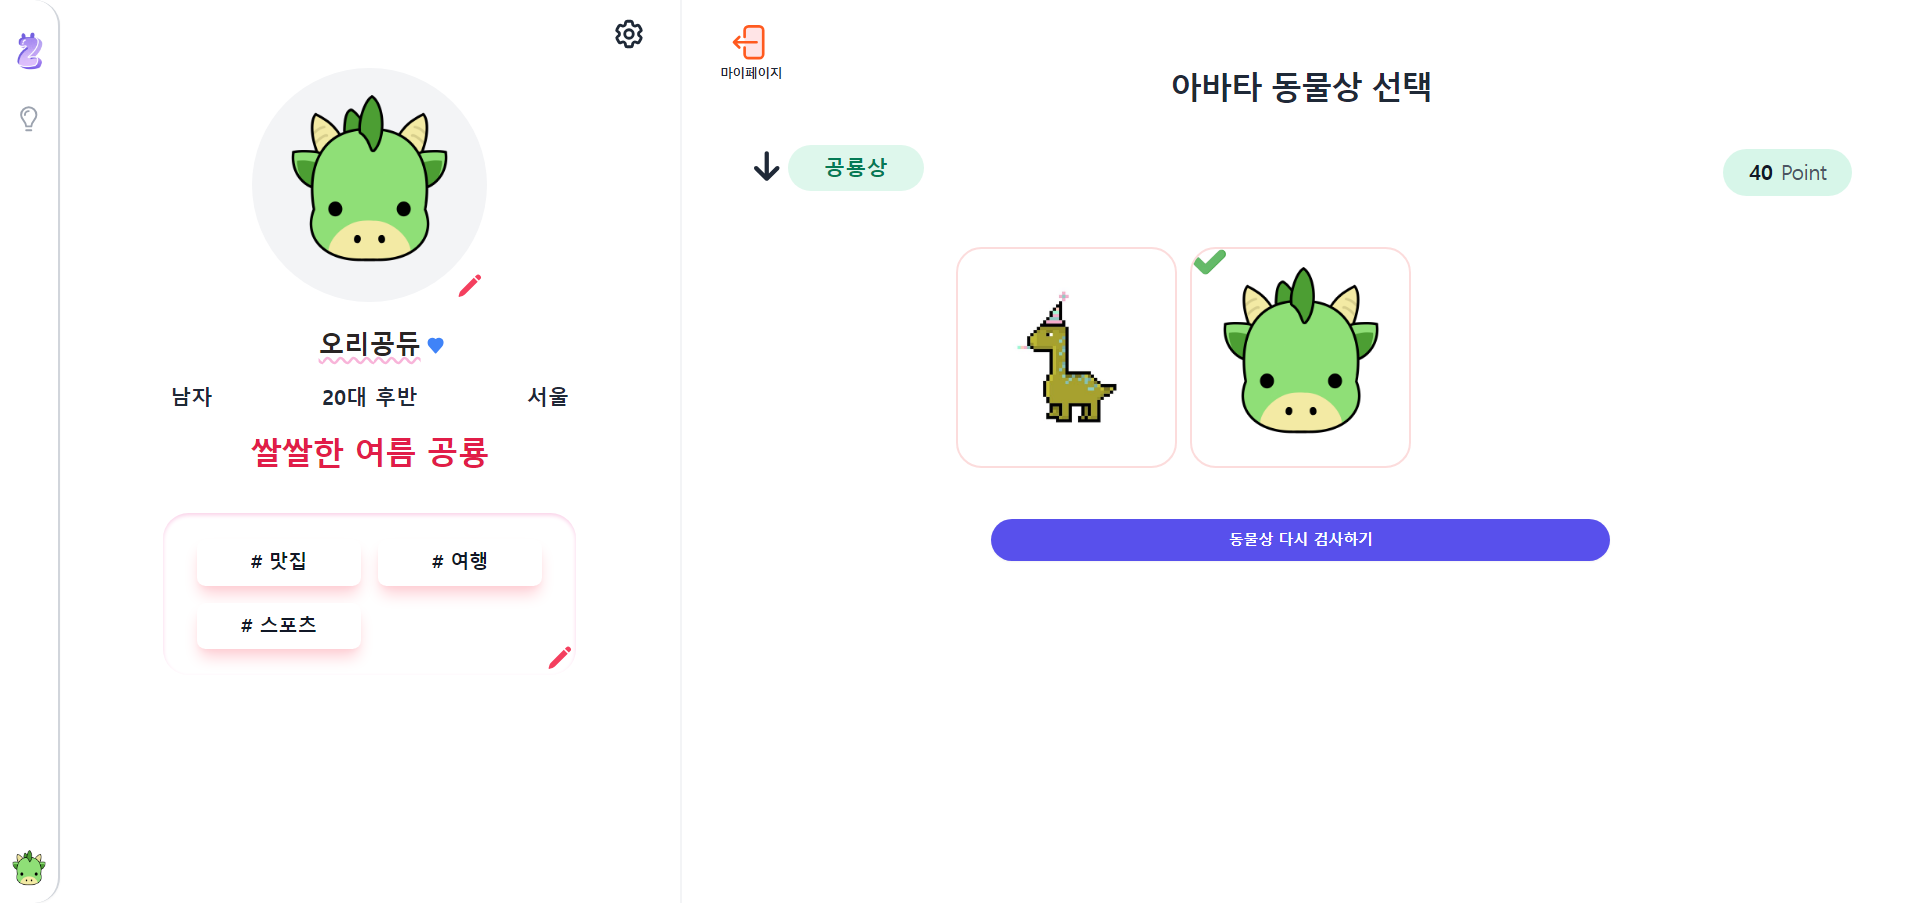 오리공듀
남자 20대 후반 서울
쌀쌀한 여름 공룡
# 맛집 # 여행
# 스포츠
마이페이지
아바타 동물상 선택
공룡상
40 Point
동물상 다시 검사하기